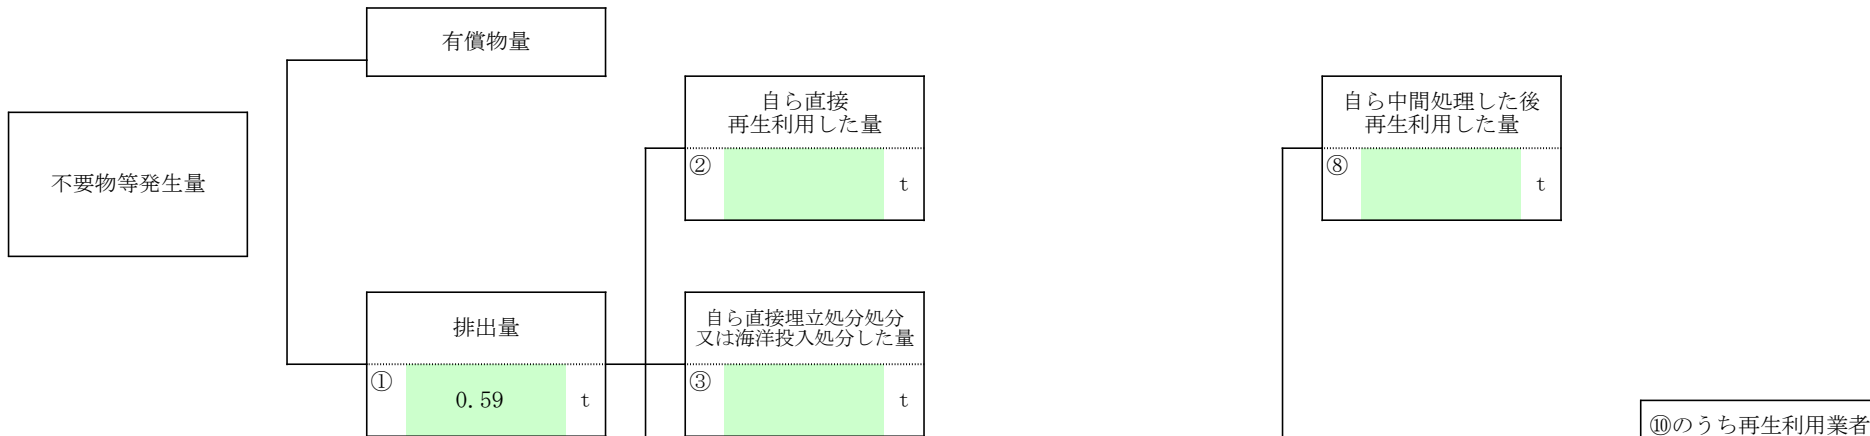 有償物量
自ら直接
再生利用した量
自ら中間処理した後
再生利用した量
不要物等発生量
②
t
⑧
t
排出量
自ら直接埋立処分処分
又は海洋投入処分した量
①
0.59
t
③
t
⑩のうち再生利用業者